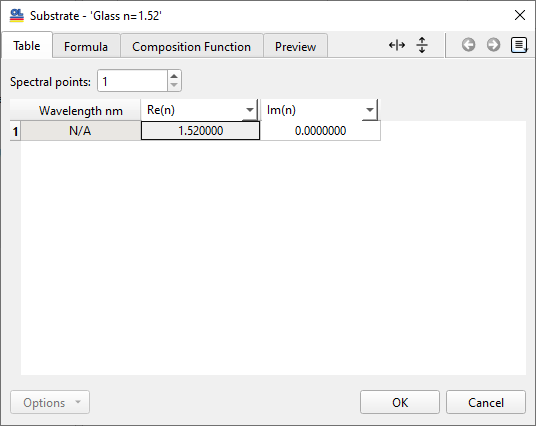 Substrate - 'Glass n=1.52'
Table Formula Composition Function Preview
Spectral points: 1
Wavelength nm Re(n) Im(n)
1 N/A 1.520000 0.0000000
Options OK Cancel